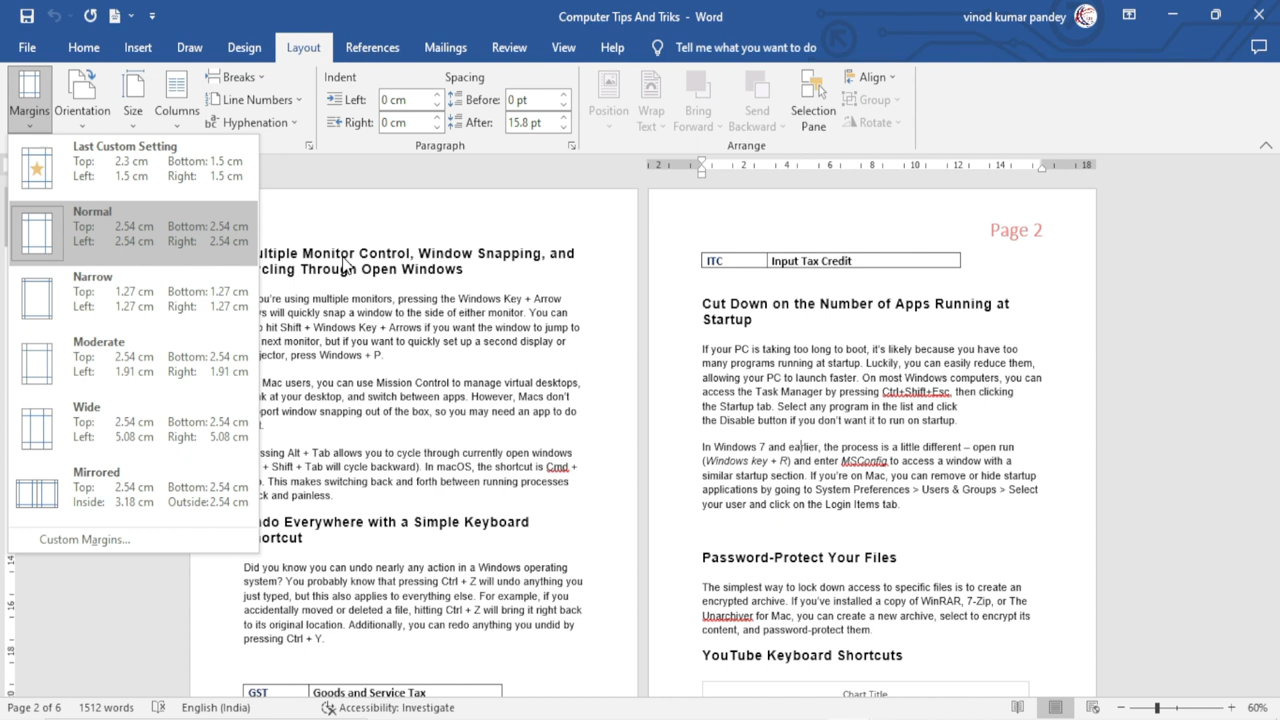 Computer Tips And Triks - Word
vinod kumar pandey
File Home Insert Draw Design Layout References Mailings Review View Help Tell me what you want to do
Margins
Orientation
Size
Columns
Breaks
Line Numbers
Hyphenation
Indent
Left: 0 cm
Right: 0 cm
Spacing
Before: 0 pt
After: 15.8 pt
Paragraph
Position
Wrap
Text
Bring
Forward
Send
Backward
Selection
Pane
Align
Group
Rotate
Arrange
Last Custom Setting
Top: 2.3 cm Bottom: 1.5 cm
Left: 1.5 cm Right: 1.5 cm
Normal
Top: 2.54 cm Bottom: 2.54 cm
Left: 2.54 cm Right: 2.54 cm
Narrow
Top: 1.27 cm Bottom: 1.27 cm
Left: 1.27 cm Right: 1.27 cm
Moderate
Top: 2.54 cm Bottom: 2.54 cm
Left: 1.91 cm Right: 1.91 cm
Wide
Top: 2.54 cm Bottom: 2.54 cm
Left: 5.08 cm Right: 5.08 cm
Mirrored
Top: 2.54 cm Bottom: 2.54 cm
Inside: 3.18 cm Outside: 2.54 cm
Custom Margins...
2 2 4 6 8 10 12 14 18
14
16
18
ultiple Monitor Control, Window Snapping, and
cling Through Open Windows
ou're using multiple monitors, pressing the Windows Key + Arrow
s will quickly snap a window to the side of either monitor. You can
o hit Shift + Windows Key + Arrows if you want the window to jump to
next monitor, but if you want to quickly set up a second display or
jector, press Windows + P.
Mac users, you can use Mission Control to manage virtual desktops,
k at your desktop, and switch between apps. However, Macs don't
port window snapping out of the box, so you may need an app to do
t.
ssing Alt + Tab allows you to cycle through currently open windows
+ Shift + Tab will cycle backward). In macOS, the shortcut is Cmd +
b. This makes switching back and forth between running processes
ck and painless.
ndo Everywhere with a Simple Keyboard
ortcut
Did you know you can undo nearly any action in a Windows operating
system? You probably know that pressing Ctrl + Z will undo anything you
just typed, but this also applies to everything else. For example, if you
accidentally moved or deleted a file, hitting Ctrl + Z will bring it right back
to its original location. Additionally, you can redo anything you undid by
pressing Ctrl + Y.
GST Goods and Service Tax
Page 2
ITC Input Tax Credit
Cut Down on the Number of Apps Running at
Startup
If your PC is taking too long to boot, it's likely because you have too
many programs running at startup. Luckily, you can easily reduce them,
allowing your PC to launch faster. On most Windows computers, you can
access the Task Manager by pressing Ctrl+Shift+Esc, then clicking
the Startup tab. Select any program in the list and click
the Disable button if you don't want it to run on startup.
In Windows 7 and earlier, the process is a little different – open run
(Windows key + R) and enter MSConfig to access a window with a
similar startup section. If you're on Mac, you can remove or hide startup
applications by going to System Preferences > Users & Groups > Select
your user and click on the Login Items tab.
Password-Protect Your Files
The simplest way to lock down access to specific files is to create an
encrypted archive. If you've installed a copy of WinRAR, 7-Zip, or The
Unarchiver for Mac, you can create a new archive, select to encrypt its
content, and password-protect them.
YouTube Keyboard Shortcuts
Chart Title
Page 2 of 6 1512 words English (India) Accessibility: Investigate 60%